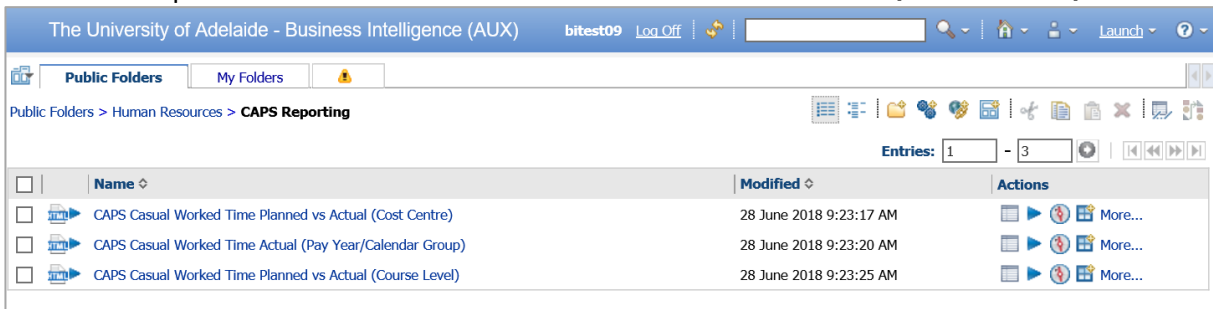 The University of Adelaide - Business Intelligence (AUX) bitest09 Log Off Launch
Public Folders My Folders
Public Folders > Human Resources > CAPS Reporting
Entries: 1 - 3
Name Modified Actions
CAPS Casual Worked Time Planned vs Actual (Cost Centre) 28 June 2018 9:23:17 AM More...
CAPS Casual Worked Time Actual (Pay Year/Calendar Group) 28 June 2018 9:23:20 AM More...
CAPS Casual Worked Time Planned vs Actual (Course Level) 28 June 2018 9:23:25 AM More...